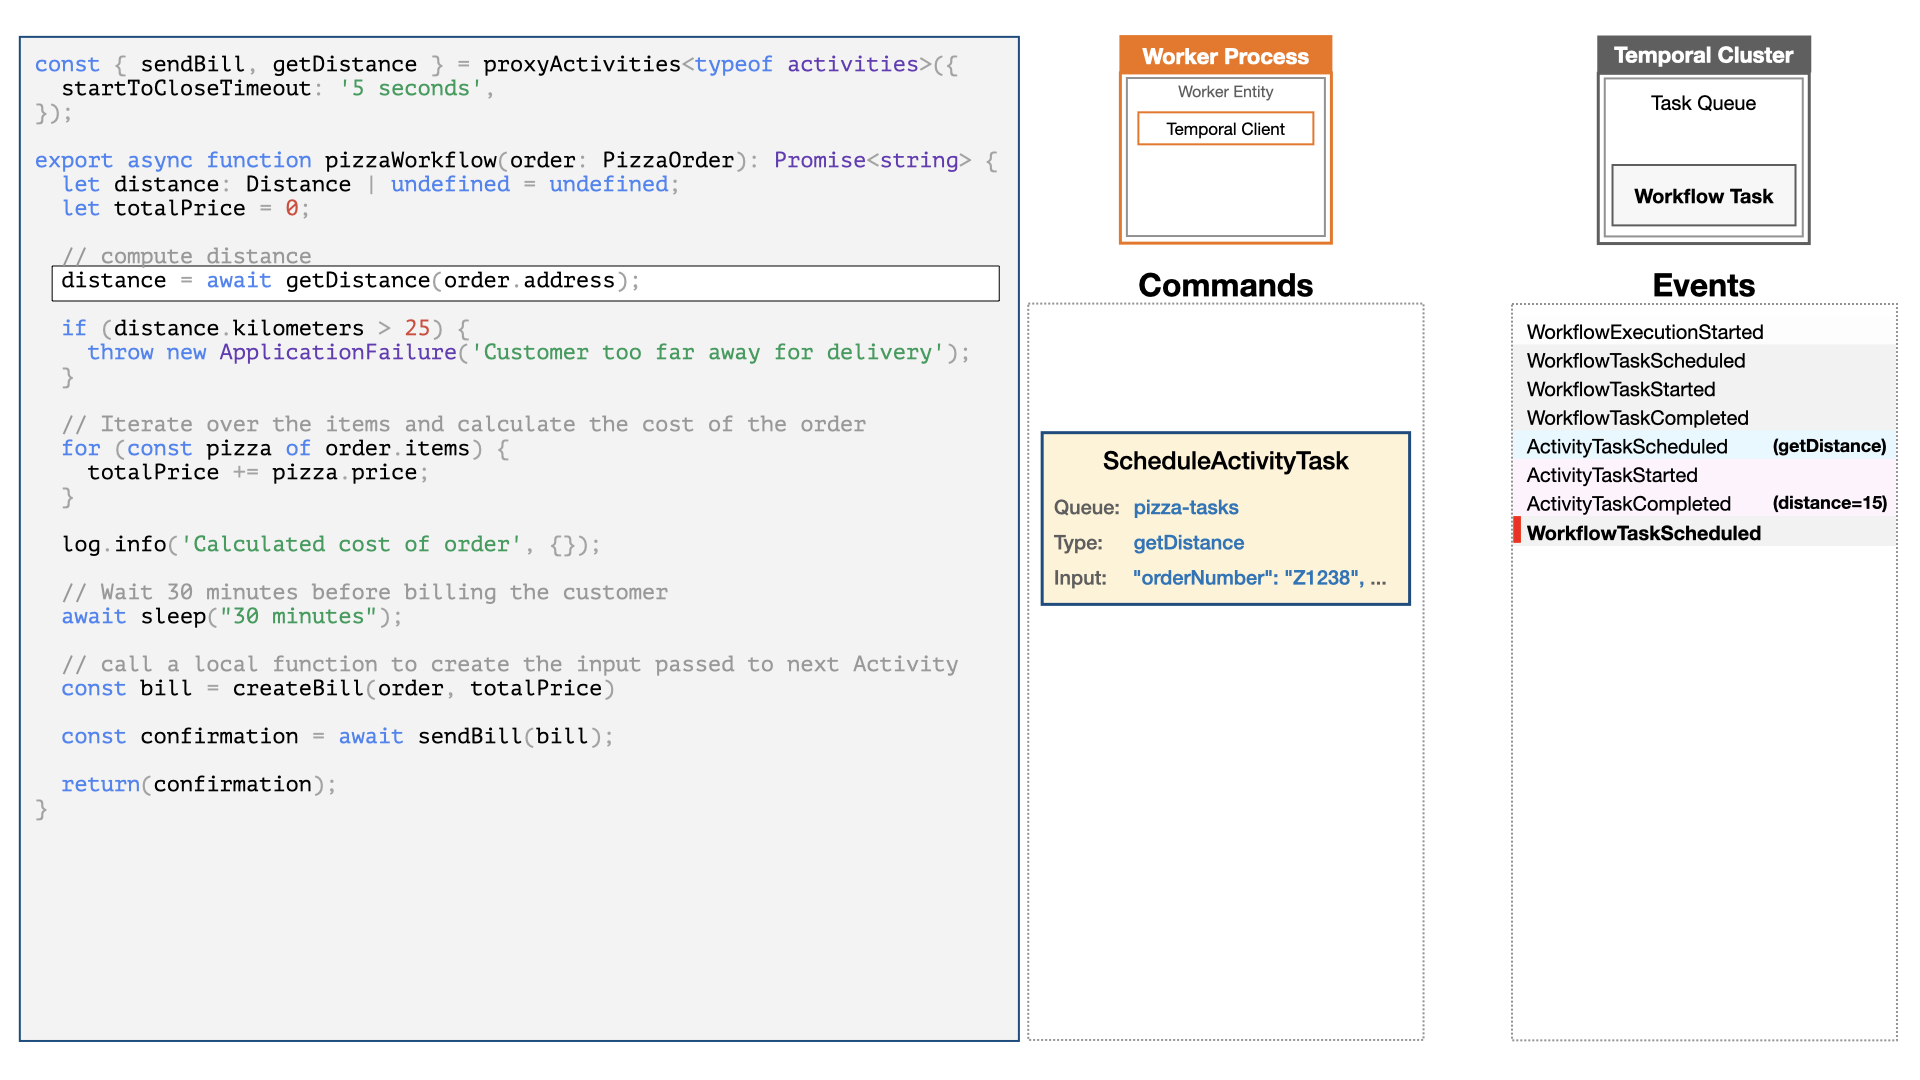 const { sendBill, getDistance } = proxyActivities<typeof activities>({
  startToCloseTimeout: '5 seconds',
});
export async function pizzaWorkflow(order: PizzaOrder): Promise<string> {
  let distance: Distance | undefined = undefined;
  let totalPrice = 0;
  // compute distance
  distance = await getDistance(order.address);
  if (distance.kilometers > 25) {
    throw new ApplicationFailure('Customer too far away for delivery');
  }
  // Iterate over the items and calculate the cost of the order
  for (const pizza of order.items) {
    totalPrice += pizza.price;
  }
  log.info('Calculated cost of order', {});
  // Wait 30 minutes before billing the customer
  await sleep("30 minutes");
  // call a local function to create the input passed to next Activity
  const bill = createBill(order, totalPrice)
  const confirmation = await sendBill(bill);
  return(confirmation);
}
Worker Process
Worker Entity
Temporal Client
Commands
ScheduleActivityTask
Queue: pizza-tasks
Type: getDistance
Input: "orderNumber": "Z1238", ...
Temporal Cluster
Task Queue
Workflow Task
Events
WorkflowExecutionStarted
WorkflowTaskScheduled
WorkflowTaskStarted
WorkflowTaskCompleted
ActivityTaskScheduled (getDistance)
ActivityTaskStarted
ActivityTaskCompleted (distance=15)
WorkflowTaskScheduled